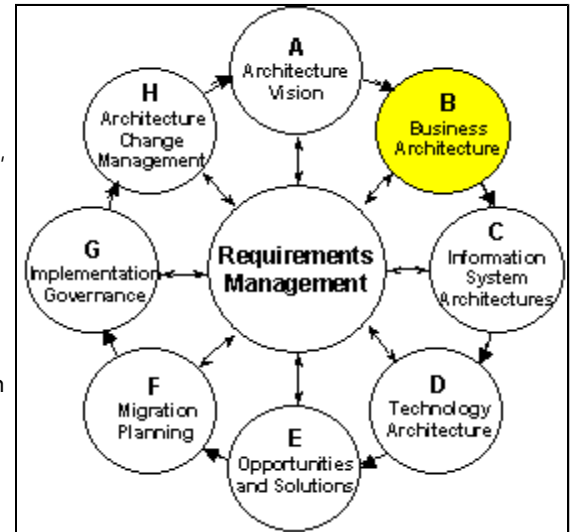 A
Architecture
Vision
B
Business
Architecture
C
Information
System
Architectures
D
Technology
Architecture
E
Opportunities
and Solutions
F
Migration
Planning
G
Implementation
Governance
H
Architecture
Change
Management
Requirements
Management